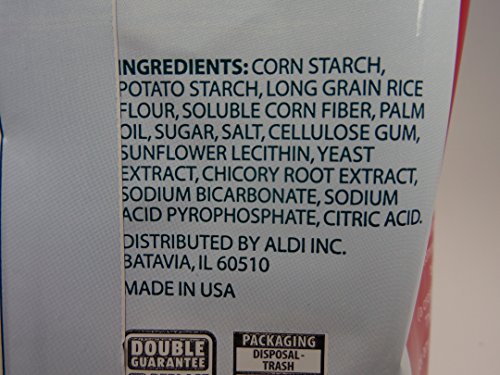 INGREDIENTS: CORN STARCH,
POTATO STARCH, LONG GRAIN RICE
FLOUR, SOLUBLE CORN FIBER, PALM
OIL, SUGAR, SALT, CELLULOSE GUM,
SUNFLOWER LECITHIN, YEAST
EXTRACT, CHICORY ROOT EXTRACT,
SODIUM BICARBONATE, SODIUM
ACID PYROPHOSPHATE, CITRIC ACID.
DISTRIBUTED BY ALDI INC.
BATAVIA, IL 60510
MADE IN USA
DOUBLE
GUARANTEE
PACKAGING
DISPOSAL-
TRASH